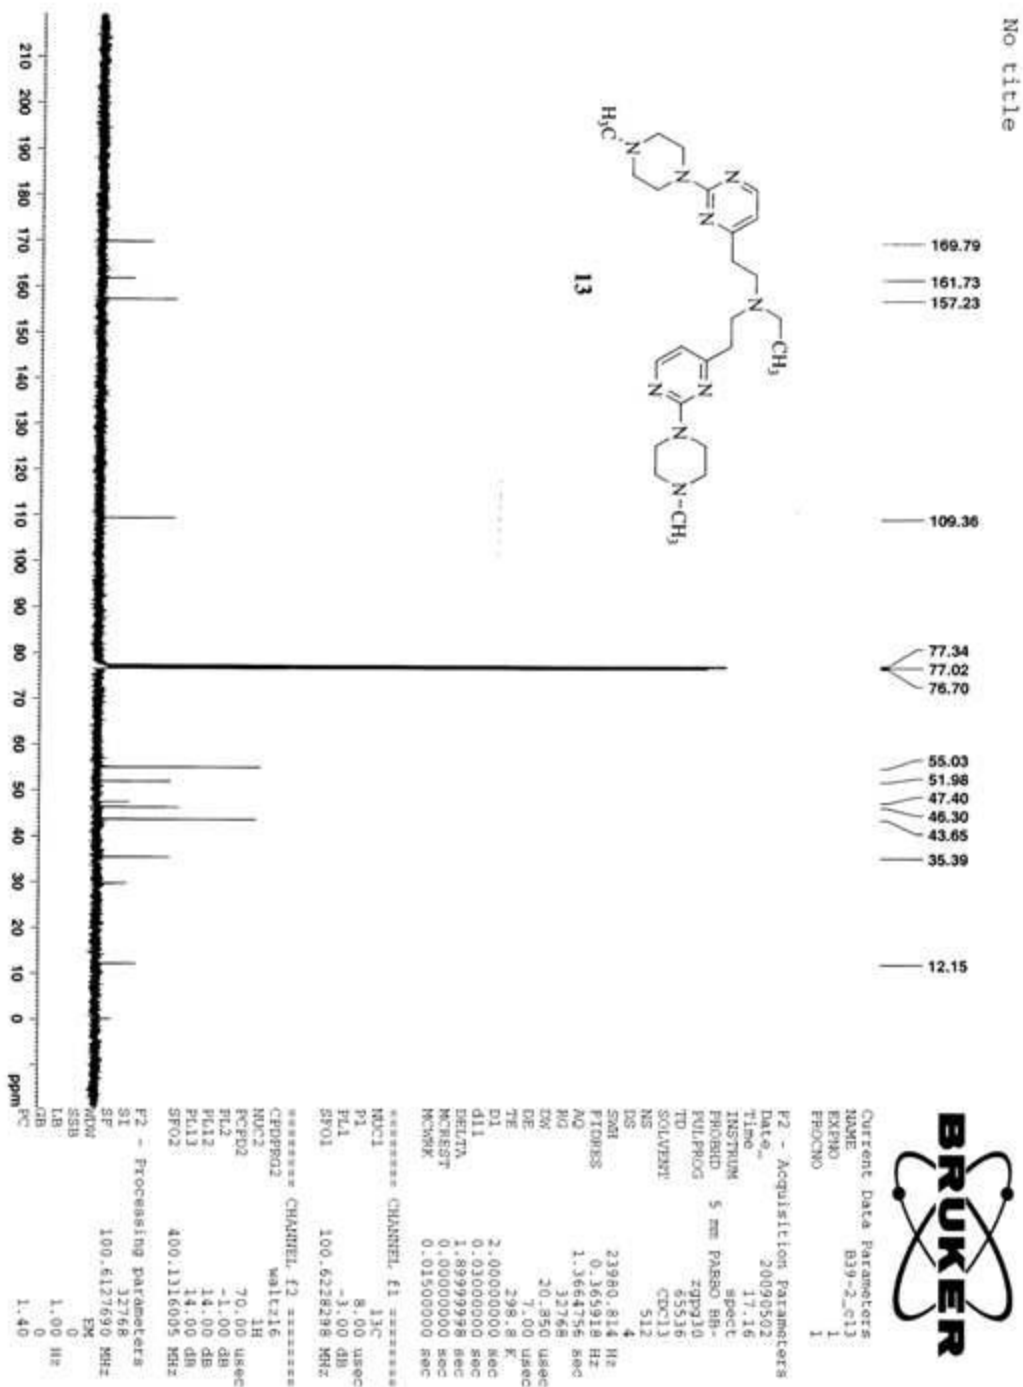 No title
H₃C
N
N
N
N
N
CH₃
N
N
N
N-CH₃
13
169.79
161.73
157.23
109.36
77.34
77.02
76.70
55.03
51.98
47.40
46.30
43.65
35.39
12.15
210 200 190 180 170 160 150 140 130 120 110 100 90 80 70 60 50 40 30 20 10 0 ppm
BRUKER
Current Data Parameters
NAME B39-2_c13
EXPNO 1
PROCNO 1
F2 - Acquisition Parameters
Date_ 20090502
Time 17.16
INSTRUM spect
PROBHD 5 mm PABBO BB-
PULPROG zgpg30
TD 65536
SOLVENT CDCl3
NS 512
DS 4
SWH 23980.814 Hz
FIDRES 0.365918 Hz
AQ 1.3664756 sec
RG 32768
DW 20.850 usec
DE 7.00 usec
TE 298.8 K
D1 2.00000000 sec
d11 0.03000000 sec
DELTA 1.89999998 sec
MCREST 0.00000000 sec
MCWRK 0.01500000 sec
======== CHANNEL f1 ========
NUC1 13C
P1 8.00 usec
PL1 -3.00 dB
SFO1 100.6228298 MHz
======== CHANNEL f2 ========
CPDPRG2 waltz16
NUC2 1H
PCPD2 70.00 usec
PL2 -1.00 dB
PL12 14.00 dB
PL13 14.00 dB
SFO2 400.1316005 MHz
F2 - Processing parameters
SI 32768
SF 100.6127690 MHz
WDW EM
SSB 0
LB 1.00 Hz
GB 0
PC 1.40